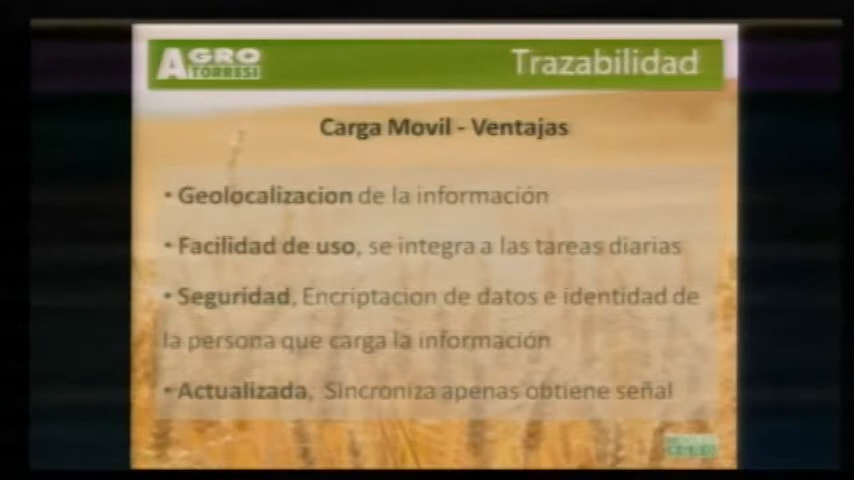 AGRO
TORRESI
Trazabilidad
Carga Movil - Ventajas
• Geolocalizacion de la información
• Facilidad de uso, se integra a las tareas diarias
• Seguridad, Encriptacion de datos e identidad de
la persona que carga la información
• Actualizada, Sincroniza apenas obtiene señal